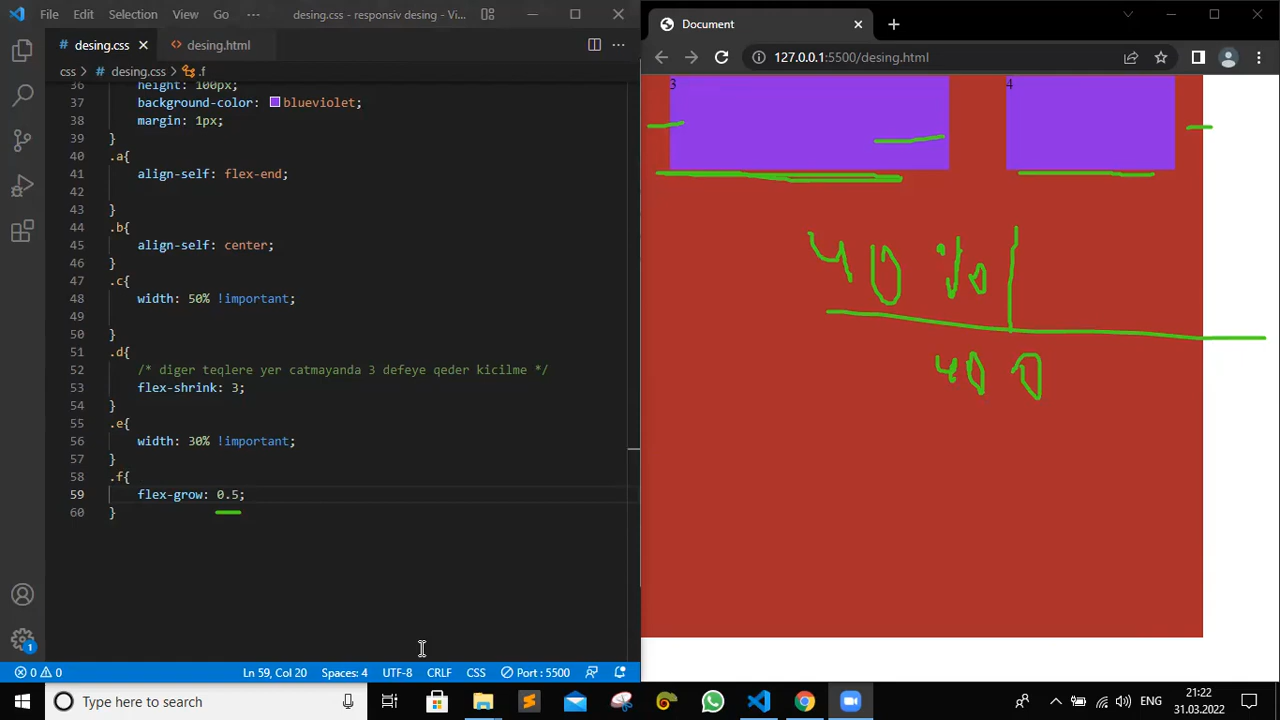 File Edit Selection View Go ··· desing.css - responsiv desing - Vi...
desing.css desing.html
css > # desing.css > .f
36 height: 100px;
37 background-color: blueviolet;
38 margin: 1px;
39 }
40 .a{
41 align-self: flex-end;
42
43 }
44 .b{
45 align-self: center;
46 }
47 .c{
48 width: 50% !important;
49
50 }
51 .d{
52 /* diger teqlere yer catmayanda 3 defeye qeder kicilme */
53 flex-shrink: 3;
54 }
55 .e{
56 width: 30% !important;
57 }
58 .f{
59 flex-grow: 0.5;
60 }
1
0 0 Ln 59, Col 20 Spaces: 4 UTF-8 CRLF CSS Port : 5500
Document
127.0.0.1:5500/desing.html
3 4
40 %
40 0
Type here to search
ENG 21:22
31.03.2022